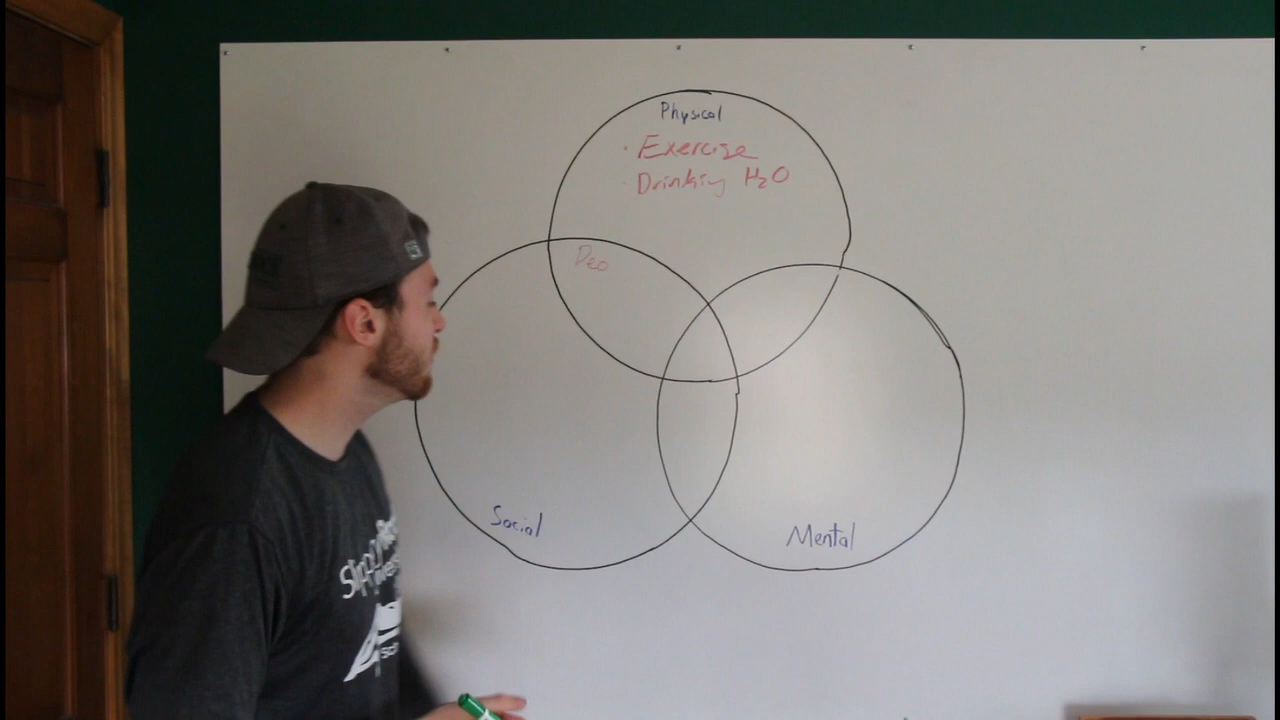 Physical
· Exercise
· Drinking H₂O
Deo
Social
Mental